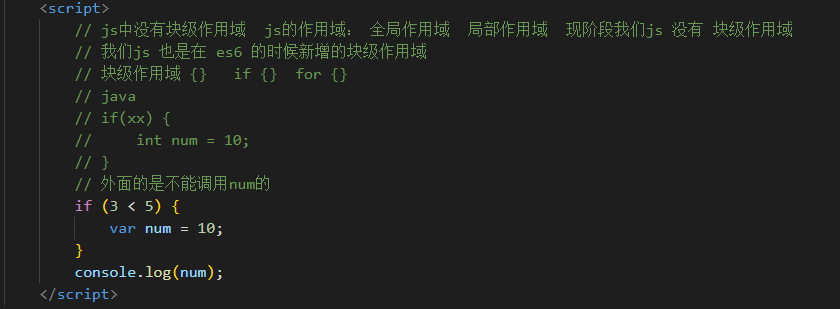 <script>
// js中没有块级作用域  js的作用域： 全局作用域  局部作用域  现阶段我们js 没有 块级作用域
// 我们js 也是在 es6 的时候新增的块级作用域
// 块级作用域 {}   if {}  for {}
// java
// if(xx) {
//     int num = 10;
// }
// 外面的是不能调用num的
if (3 < 5) {
var num = 10;
}
console.log(num);
</script>